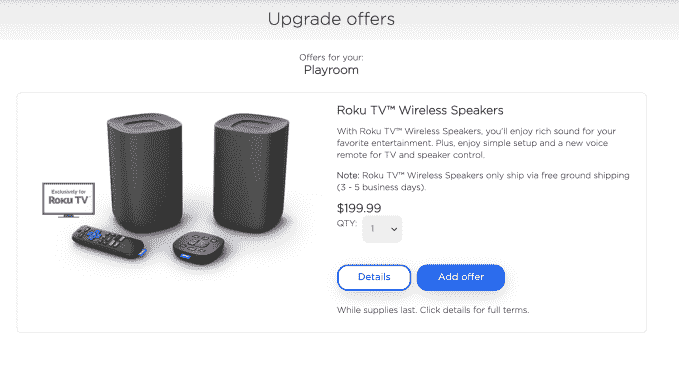 Upgrade offers
Offers for your:
Playroom
Roku TV™ Wireless Speakers
With Roku TV™ Wireless Speakers, you'll enjoy rich sound for your
favorite entertainment. Plus, enjoy simple setup and a new voice
remote for TV and speaker control.
Note: Roku TV™ Wireless Speakers only ship via free ground shipping
(3 - 5 business days).
Exclusively for
Roku TV
$199.99
QTY: 1
Details Add offer
While supplies last. Click details for full terms.